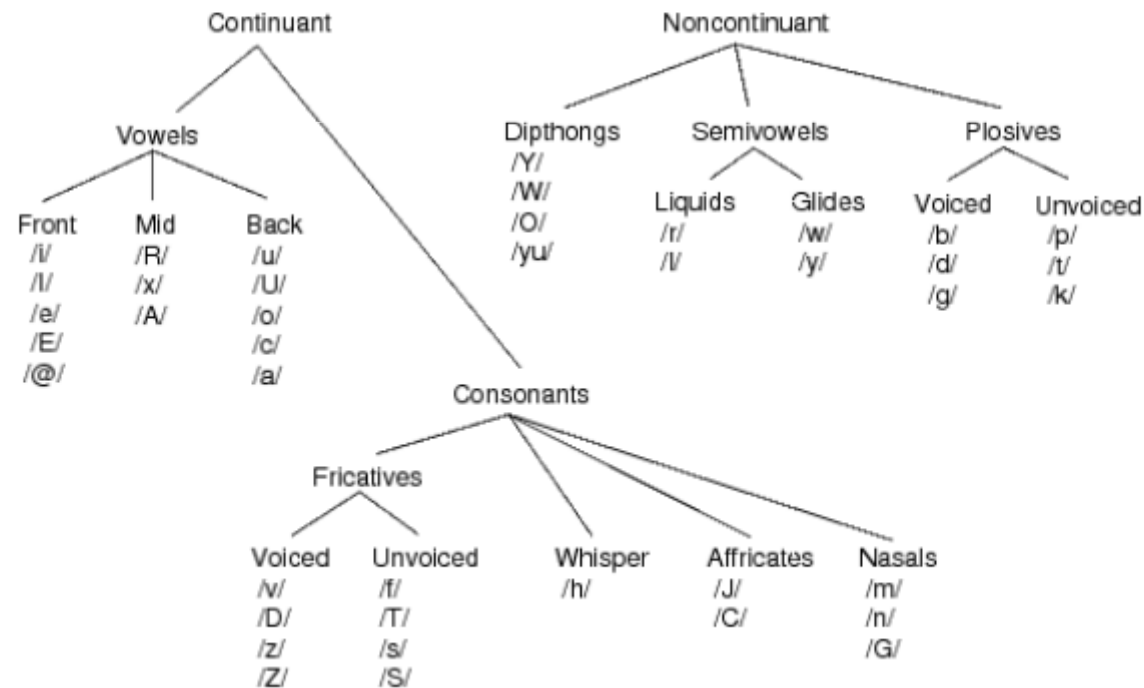 Continuant Noncontinuant
Vowels Dipthongs Semivowels Plosives
/Y/
/W/
/O/
/yu/
Liquids Glides Voiced Unvoiced
/r/ /w/ /b/ /p/
/l/ /y/ /d/ /t/
/g/ /k/
Front Mid Back
/i/ /R/ /u/
/I/ /x/ /U/
/e/ /A/ /o/
/E/ /c/
/@/ /a/
Consonants
Fricatives
Voiced Unvoiced Whisper Affricates Nasals
/v/ /f/ /h/ /J/ /m/
/D/ /T/ /C/ /n/
/z/ /s/ /G/
/Z/ /S/